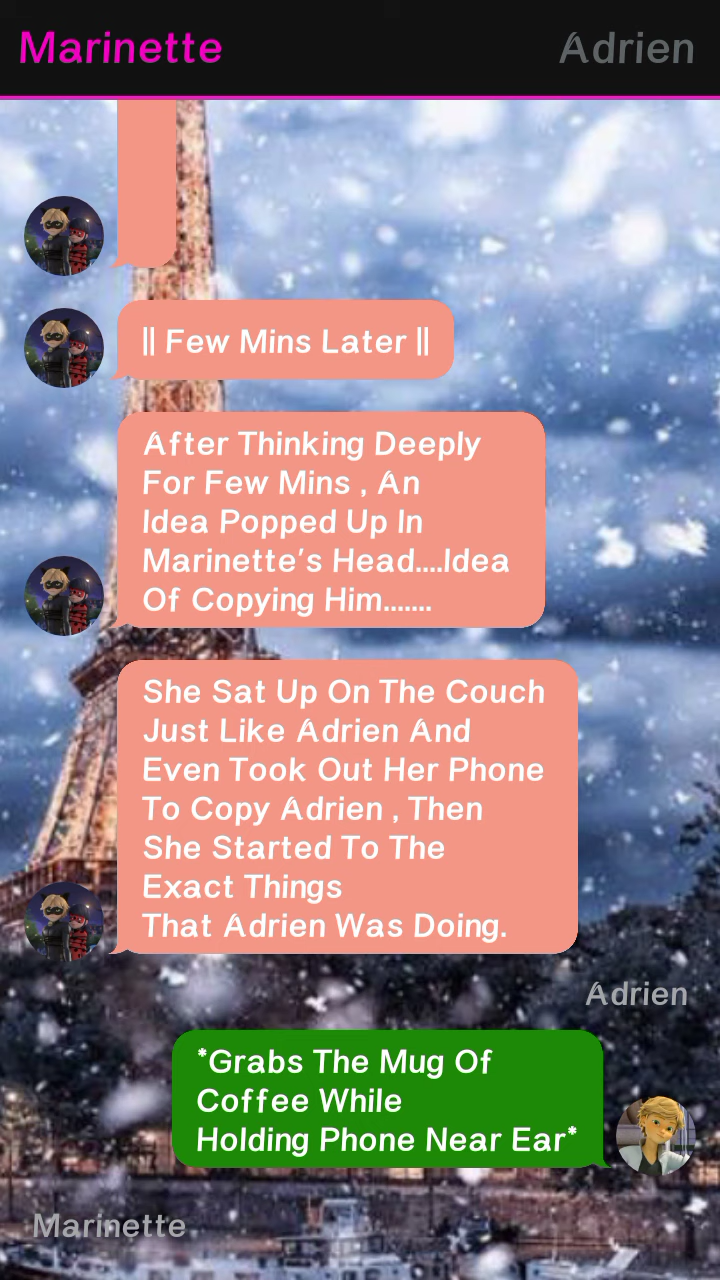 Marinette
Adrien
|| Few Mins Later ||
After Thinking Deeply
For Few Mins , An
Idea Popped Up In
Marinette's Head....Idea
Of Copying Him.......
She Sat Up On The Couch
Just Like Adrien And
Even Took Out Her Phone
To Copy Adrien , Then
She Started To The
Exact Things
That Adrien Was Doing.
Adrien
*Grabs The Mug Of
Coffee While
Holding Phone Near Ear*
Marinette